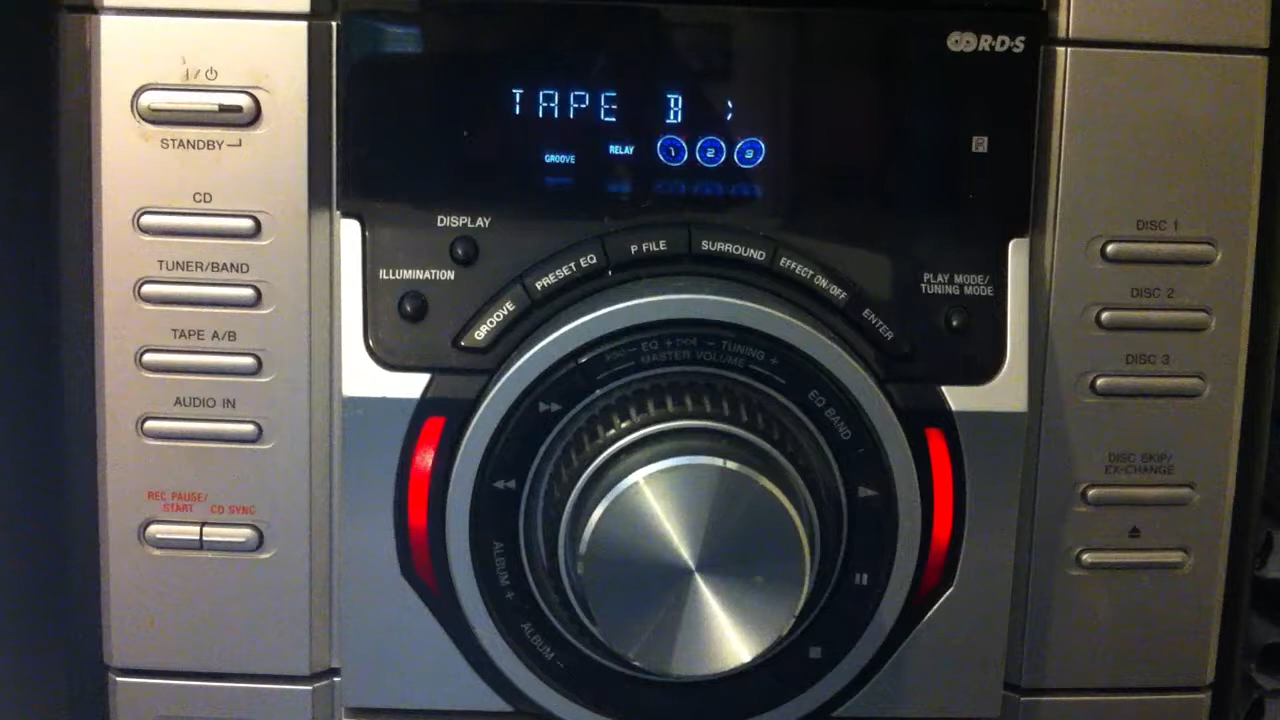 R·D·S
I/⏻
TAPE B
STANDBY
GROOVE RELAY 1 2 3
R
CD
TUNER/BAND
TAPE A/B
AUDIO IN
REC PAUSE/
START CD SYNC
DISPLAY
ILLUMINATION
GROOVE
PRESET EQ
P FILE
SURROUND
EFFECT ON/OFF
ENTER
PLAY MODE/
TUNING MODE
– EQ + – TUNING +
MASTER VOLUME
EQ BAND
ALBUM +
ALBUM –
DISC 1
DISC 2
DISC 3
DISC SKIP/
EX-CHANGE